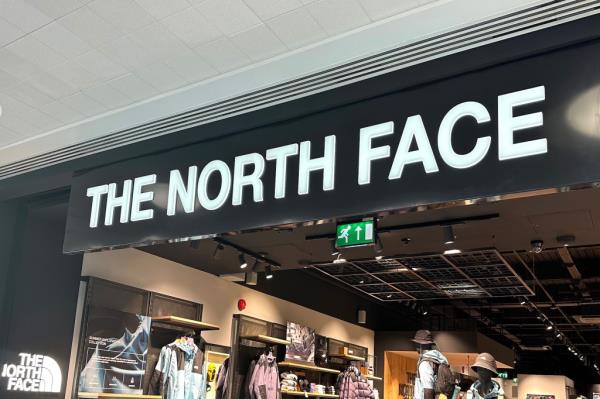 THE NORTH FACE
THE
NORTH
FACE